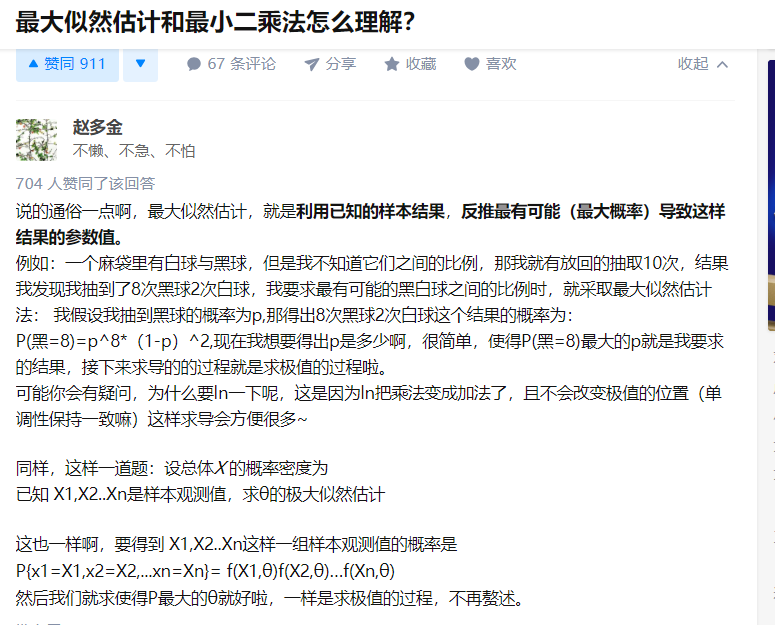 最大似然估计和最小二乘法怎么理解？
赞同 911
67 条评论
分享
收藏
喜欢
收起
赵多金
不懒、不急、不怕
704 人赞同了该回答
说的通俗一点啊，最大似然估计，就是利用已知的样本结果，反推最有可能（最大概率）导致这样
结果的参数值。
例如：一个麻袋里有白球与黑球，但是我不知道它们之间的比例，那我就有放回的抽取10次，结果
我发现我抽到了8次黑球2次白球，我要求最有可能的黑白球之间的比例时，就采取最大似然估计
法： 我假设我抽到黑球的概率为p,那得出8次黑球2次白球这个结果的概率为：
P(黑=8)=p^8*（1-p）^2,现在我想要得出p是多少啊，很简单，使得P(黑=8)最大的p就是我要求
的结果，接下来求导的的过程就是求极值的过程啦。
可能你会有疑问，为什么要ln一下呢，这是因为ln把乘法变成加法了，且不会改变极值的位置（单
调性保持一致嘛）这样求导会方便很多~
同样，这样一道题：设总体X 的概率密度为
已知 X1,X2..Xn是样本观测值，求θ的极大似然估计
这也一样啊，要得到 X1,X2..Xn这样一组样本观测值的概率是
P{x1=X1,x2=X2,...xn=Xn}= f(X1,θ)f(X2,θ)…f(Xn,θ)
然后我们就求使得P最大的θ就好啦，一样是求极值的过程，不再赘述。